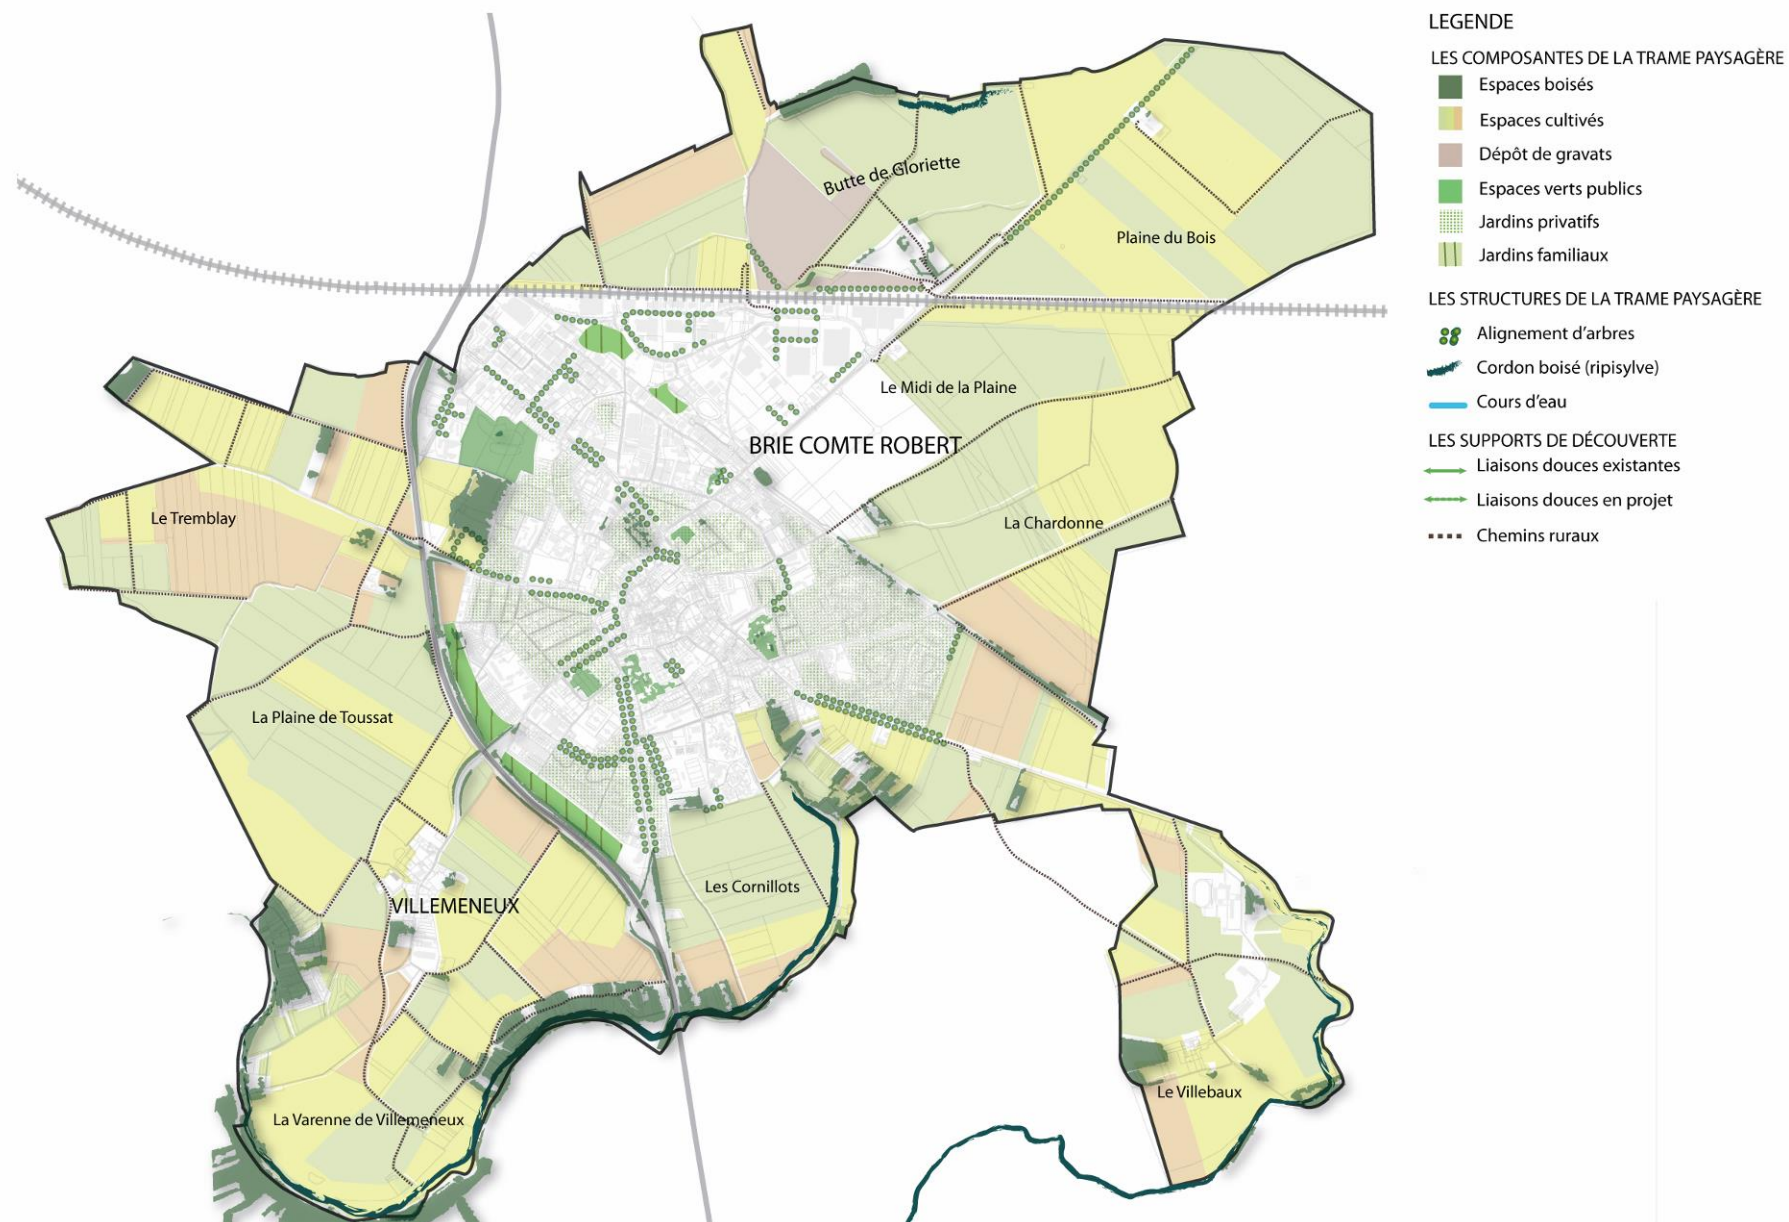 LEGENDE
LES COMPOSANTES DE LA TRAME PAYSAGÈRE
Espaces boisés
Espaces cultivés
Dépôt de gravats
Espaces verts publics
Jardins privatifs
Jardins familiaux
LES STRUCTURES DE LA TRAME PAYSAGÈRE
Alignement d'arbres
Cordon boisé (ripisylve)
Cours d'eau
LES SUPPORTS DE DÉCOUVERTE
Liaisons douces existantes
Liaisons douces en projet
Chemins ruraux
Butte de Gloriette
Plaine du Bois
Le Midi de la Plaine
BRIE COMTE ROBERT
Le Tremblay
La Chardonne
La Plaine de Toussat
Les Cornillots
VILLEMENEUX
Le Villebaux
La Varenne de Villemeneux